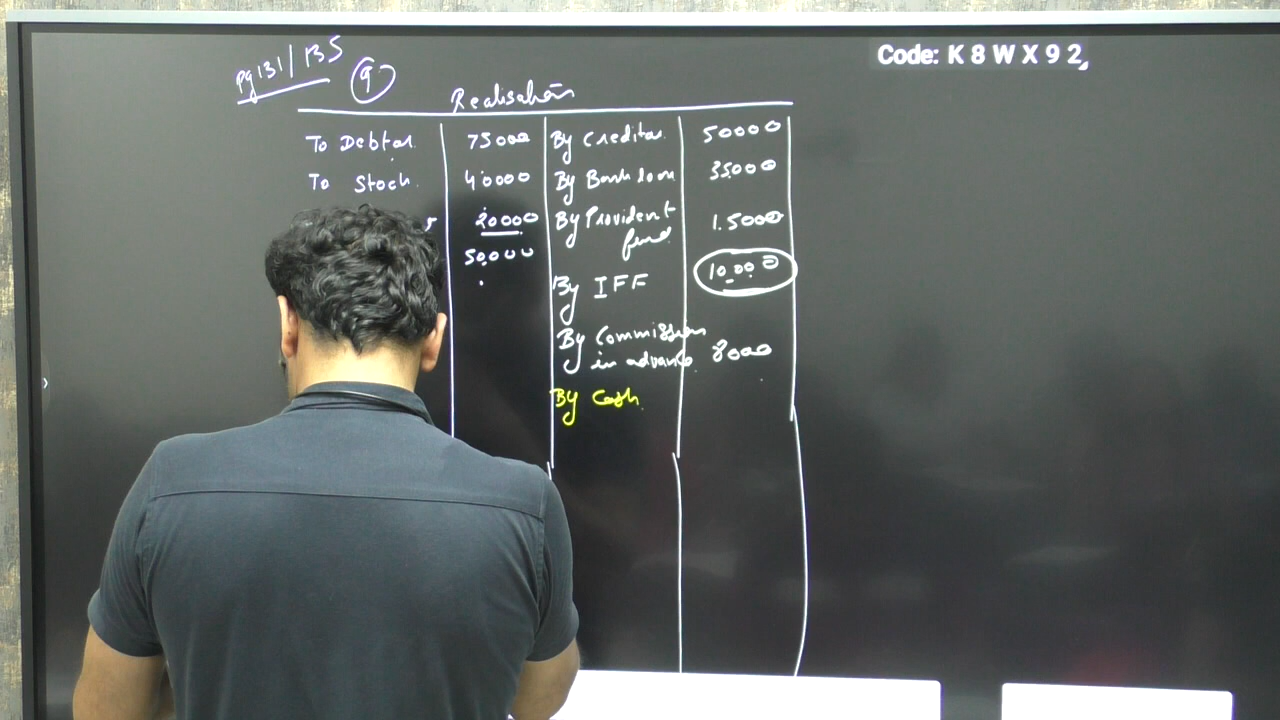 Code: K 8 W X 9 2,
pg 131 / 135 9
Realisation
To Debtor 75000 By Creditor 50000
To Stock 40000 By Bank loan 35000
20000 By Provident fund 15000
50000
By IFF 10000
By Commission in advance 8000
By Cash